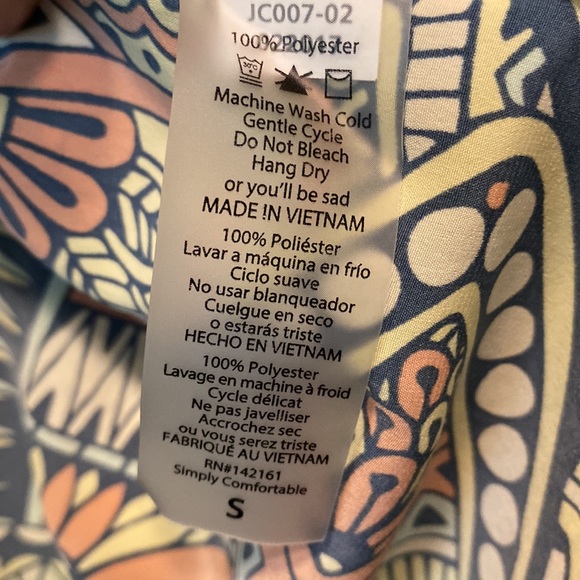 JC007-02
100% Polyester
30°C
Machine Wash Cold
Gentle Cycle
Do Not Bleach
Hang Dry
or you'll be sad
MADE IN VIETNAM
100% Poliéster
Lavar a máquina en frío
Ciclo suave
No usar blanqueador
Cuelgue en seco
o estarás triste
HECHO EN VIETNAM
100% Polyester
Lavage en machine à froid
Cycle délicat
Ne pas javelliser
Accrochez sec
ou vous serez triste
FABRIQUÉ AU VIETNAM
RN#142161
Simply Comfortable
S